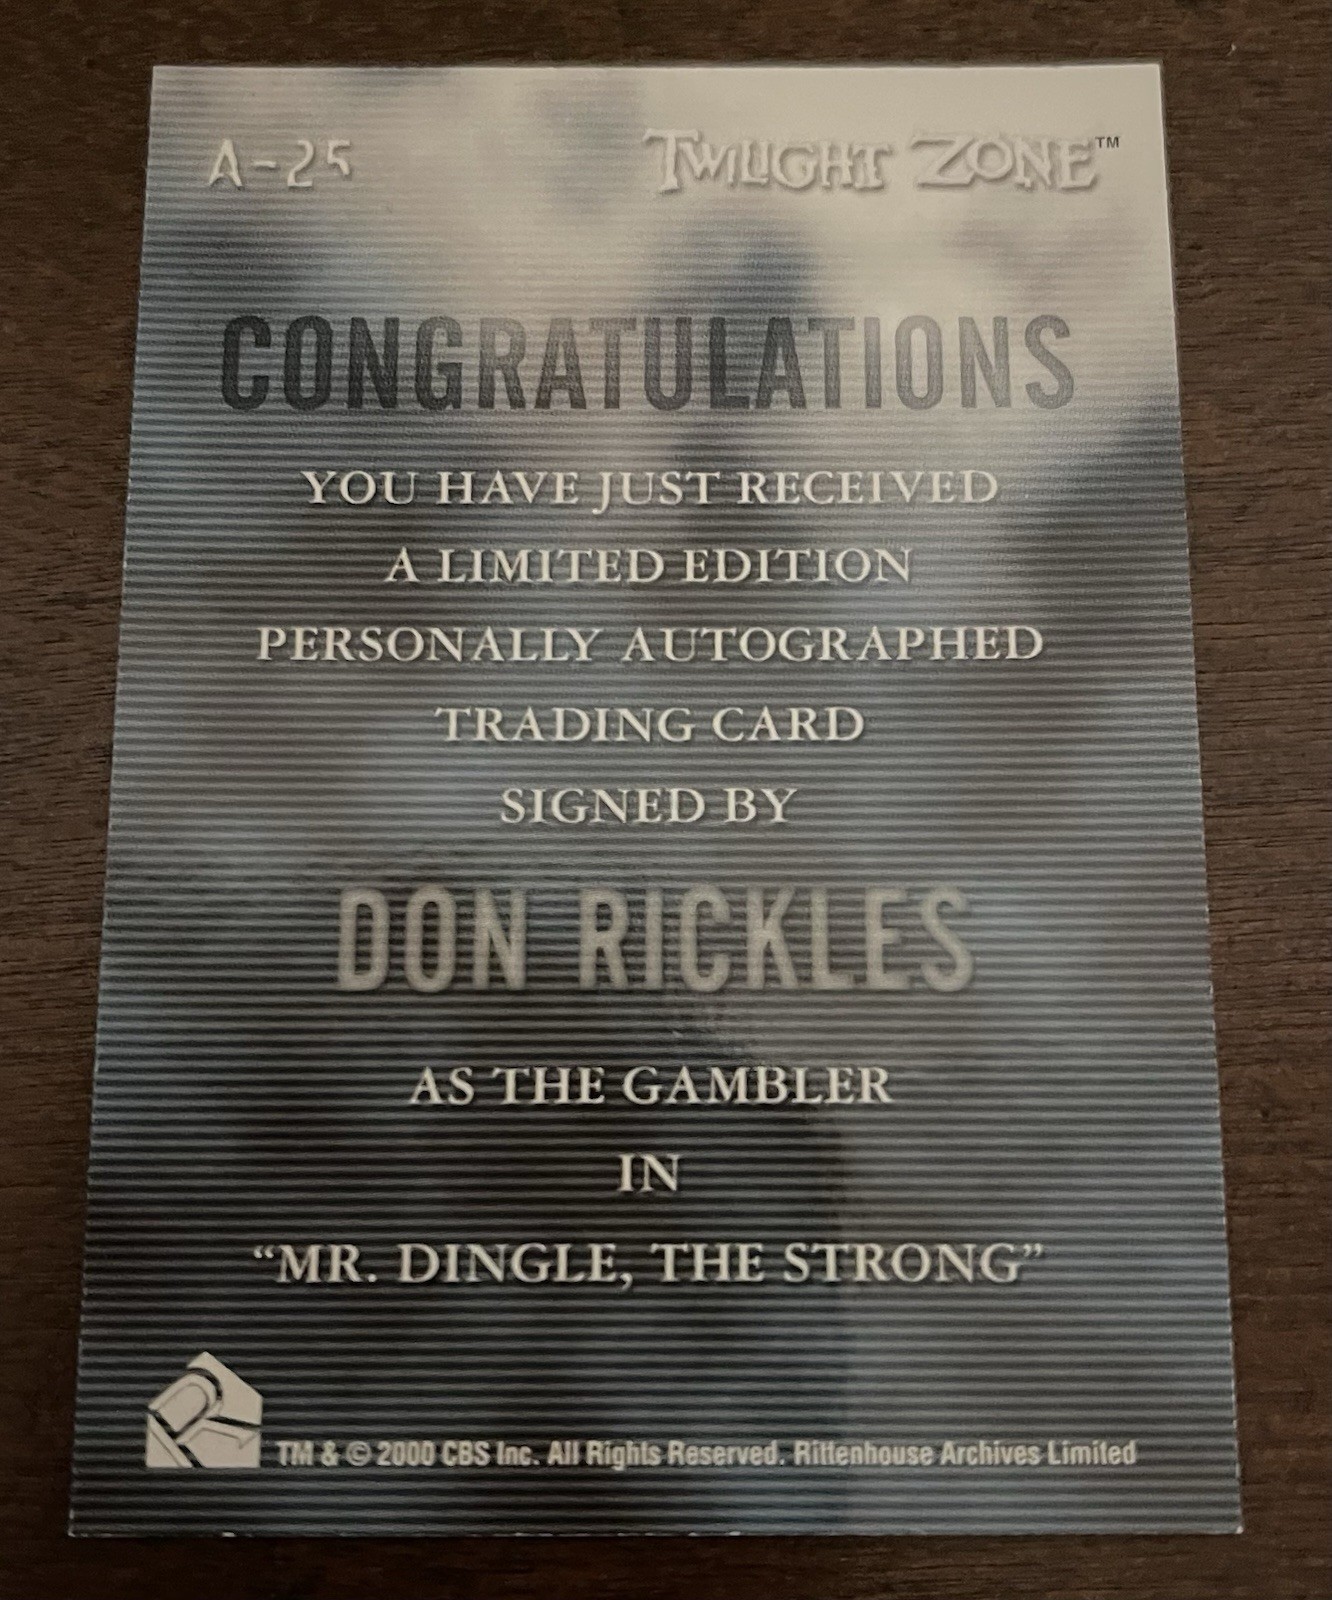 A-25
TWILIGHT ZONE™
CONGRATULATIONS
YOU HAVE JUST RECEIVED
A LIMITED EDITION
PERSONALLY AUTOGRAPHED
TRADING CARD
SIGNED BY
DON RICKLES
AS THE GAMBLER
IN
“MR. DINGLE, THE STRONG”
TM & © 2000 CBS Inc. All Rights Reserved. Rittenhouse Archives Limited